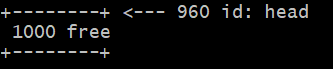 +--------+ <--- 960 id: head
 1000 free
+--------+